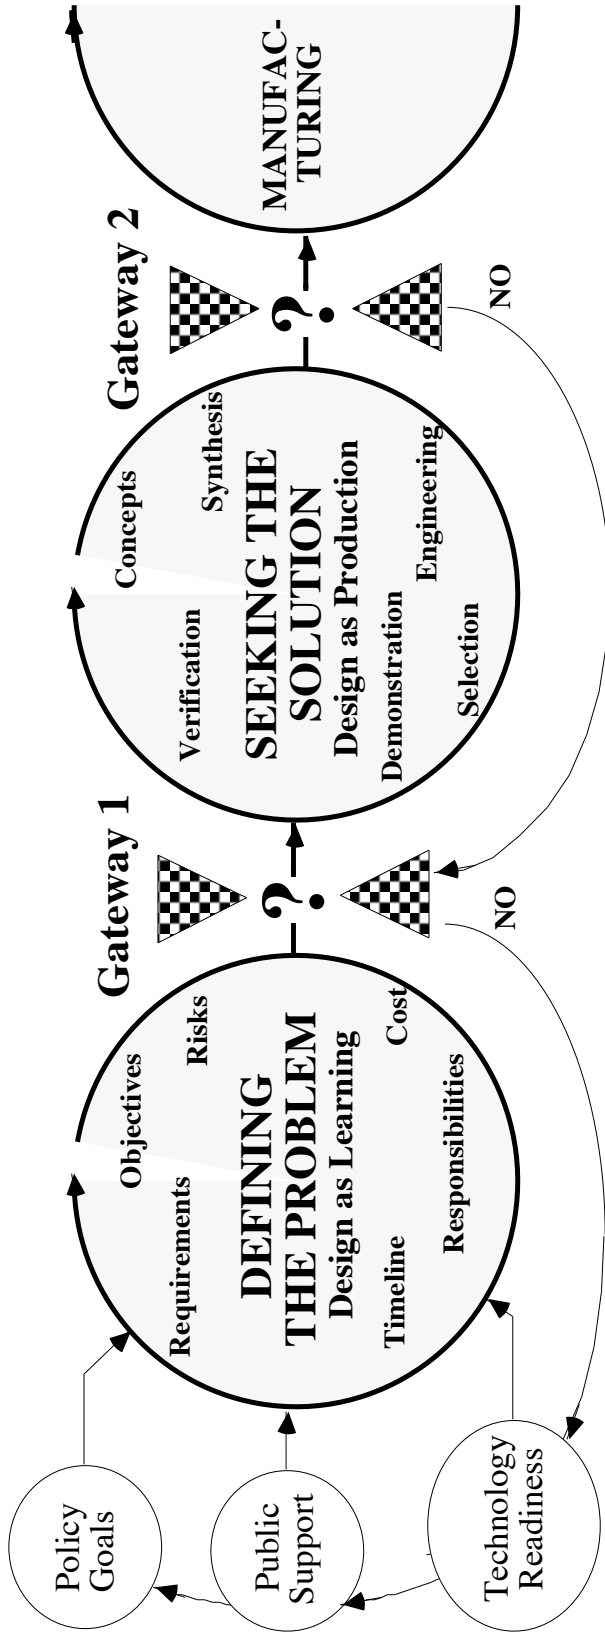 Policy
Goals
Public
Support
Technology
Readiness
Objectives
Requirements
Risks
DEFINING
THE PROBLEM
Design as Learning
Timeline
Cost
Responsibilities
Gateway 1
?
NO
Concepts
Verification
Synthesis
SEEKING THE
SOLUTION
Design as Production
Demonstration
Engineering
Selection
Gateway 2
?
NO
MANUFAC-
TURING